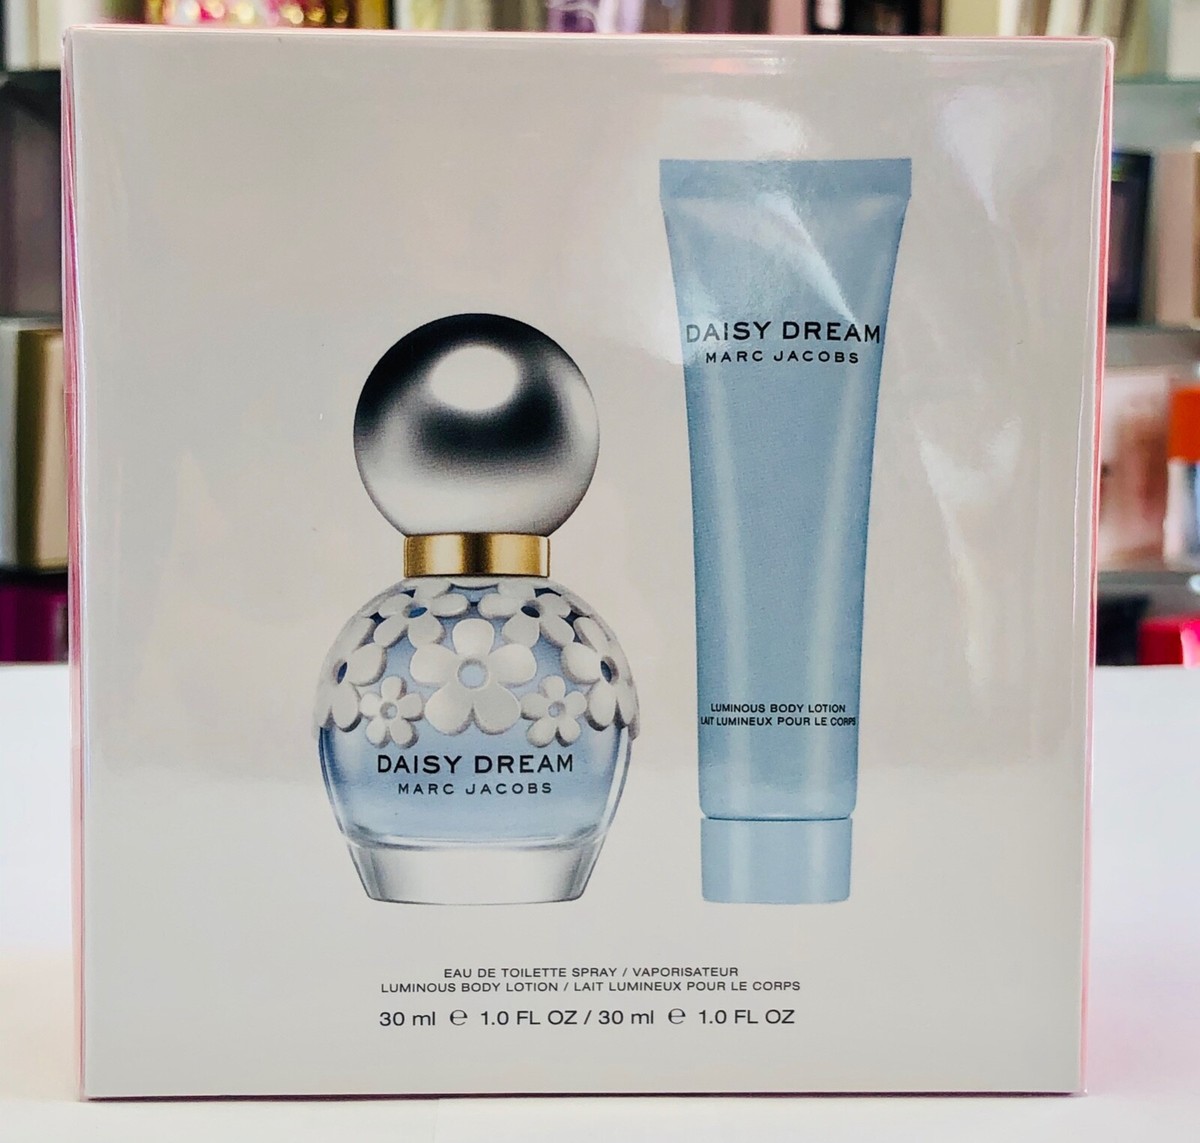 DAISY DREAM
MARC JACOBS
LUMINOUS BODY LOTION
LAIT LUMINEUX POUR LE CORPS
DAISY DREAM
MARC JACOBS
EAU DE TOILETTE SPRAY / VAPORISATEUR
LUMINOUS BODY LOTION / LAIT LUMINEUX POUR LE CORPS
30 ml ℮ 1.0 FL OZ / 30 ml ℮ 1.0 FL OZ